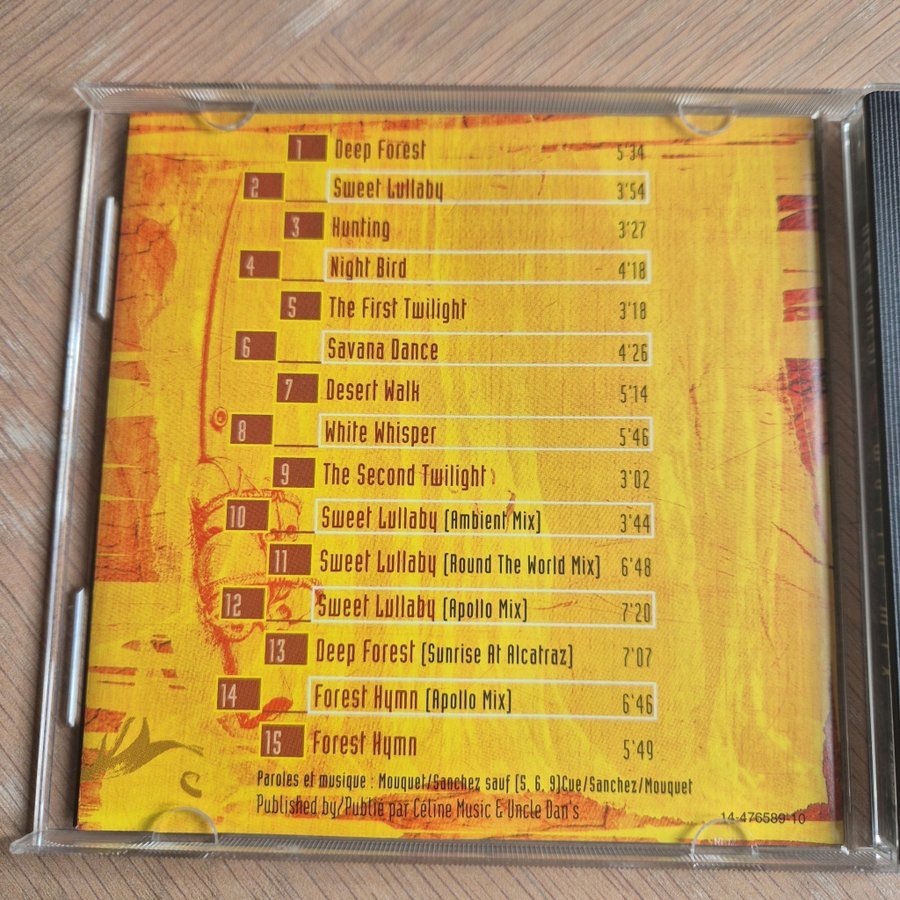 1 Deep Forest 5'34
2 Sweet Lullaby 3'54
3 Hunting 3'27
4 Night Bird 4'18
5 The First Twilight 3'18
6 Savana Dance 4'26
7 Desert Walk 5'14
8 White Whisper 5'46
9 The Second Twilight 3'02
10 Sweet Lullaby [Ambient Mix] 3'44
11 Sweet Lullaby [Round The World Mix] 6'48
12 Sweet Lullaby [Apollo Mix] 7'20
13 Deep Forest [Sunrise At Alcatraz] 7'07
14 Forest Hymn [Apollo Mix] 6'46
15 Forest Hymn 5'49
Paroles et musique : Mouquet/Sanchez sauf [5, 6, 9]Cue/Sanchez/Mouquet
Published by/Publié par Céline Music & Uncle Dan's
14-476589-10